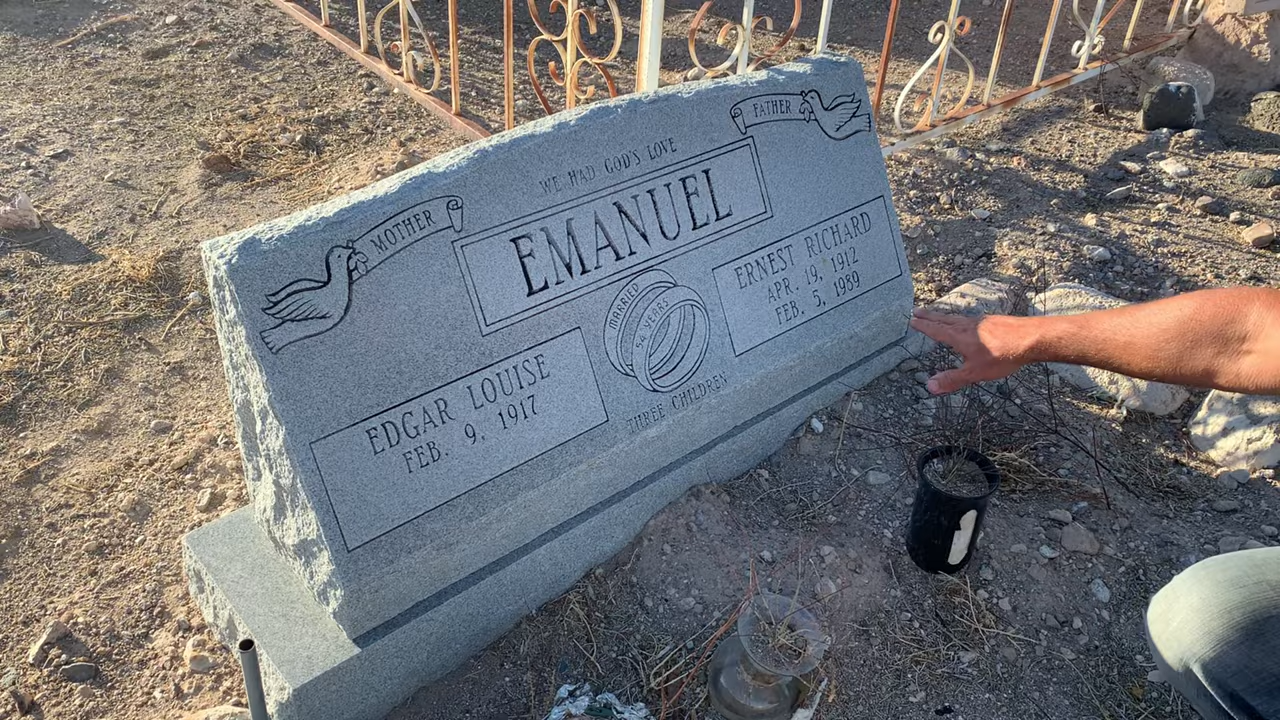 WE HAD GOD'S LOVE
EMANUEL
MOTHER
FATHER
EDGAR LOUISE
FEB. 9, 1917
MARRIED
54 YEARS
THREE CHILDREN
ERNEST RICHARD
APR. 19, 1912
FEB. 5, 1989